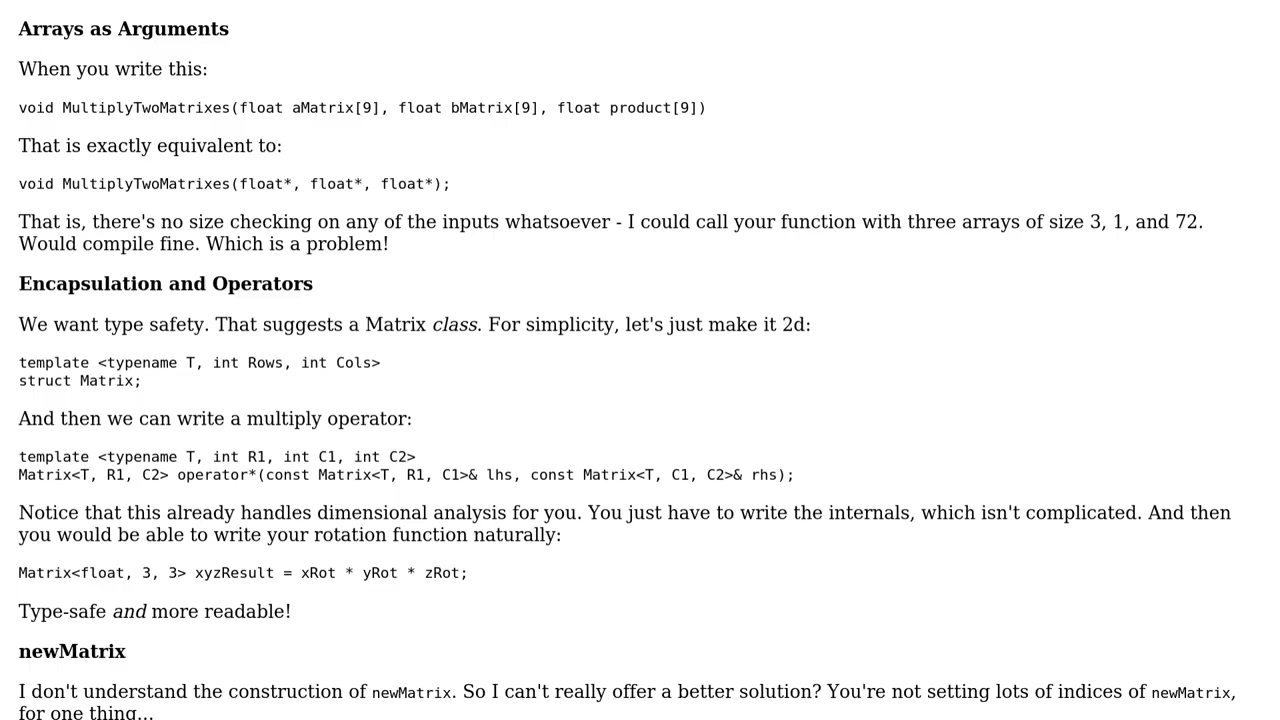 Arrays as Arguments
When you write this:
void MultiplyTwoMatrixes(float aMatrix[9], float bMatrix[9], float product[9])
That is exactly equivalent to:
void MultiplyTwoMatrixes(float*, float*, float*);
That is, there's no size checking on any of the inputs whatsoever - I could call your function with three arrays of size 3, 1, and 72.
Would compile fine. Which is a problem!
Encapsulation and Operators
We want type safety. That suggests a Matrix class. For simplicity, let's just make it 2d:
template <typename T, int Rows, int Cols>
struct Matrix;
And then we can write a multiply operator:
template <typename T, int R1, int C1, int C2>
Matrix<T, R1, C2> operator*(const Matrix<T, R1, C1>& lhs, const Matrix<T, C1, C2>& rhs);
Notice that this already handles dimensional analysis for you. You just have to write the internals, which isn't complicated. And then
you would be able to write your rotation function naturally:
Matrix<float, 3, 3> xyzResult = xRot * yRot * zRot;
Type-safe and more readable!
newMatrix
I don't understand the construction of newMatrix. So I can't really offer a better solution? You're not setting lots of indices of newMatrix,
for one thing...